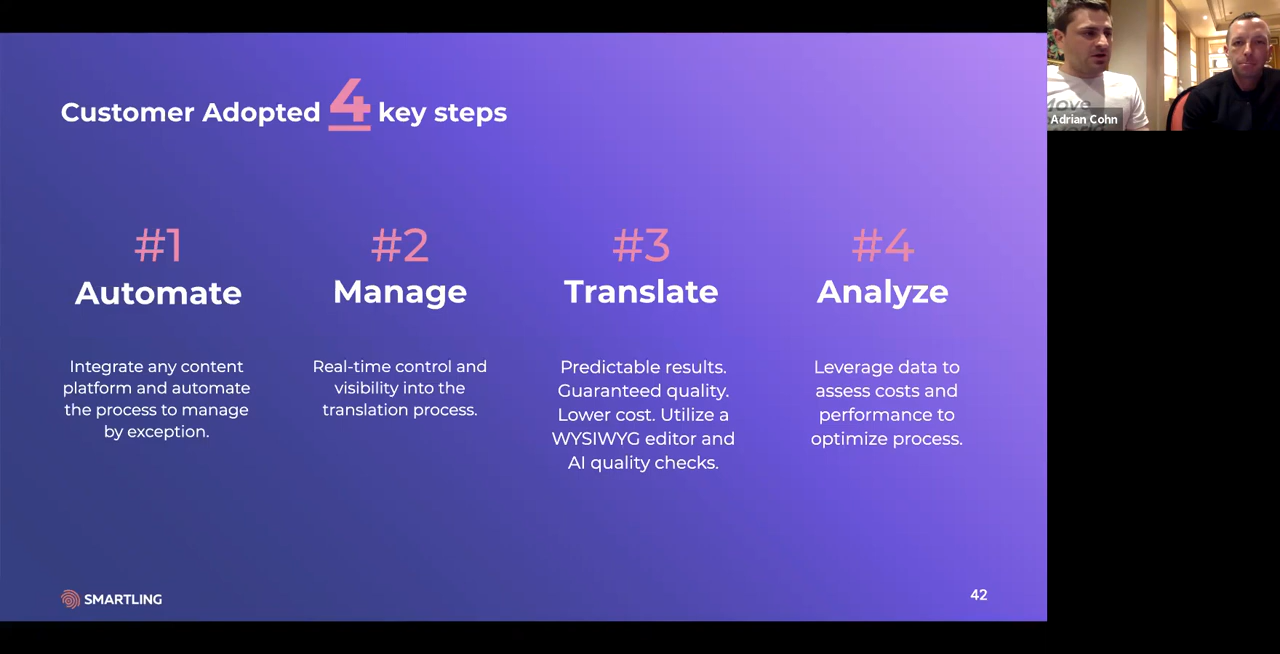 Customer Adopted 4 key steps
#1
Automate
Integrate any content
platform and automate
the process to manage
by exception.
#2
Manage
Real-time control and
visibility into the
translation process.
#3
Translate
Predictable results.
Guaranteed quality.
Lower cost. Utilize a
WYSIWYG editor and
AI quality checks.
#4
Analyze
Leverage data to
assess costs and
performance to
optimize process.
SMARTLING
42
Move
Adrian Cohn